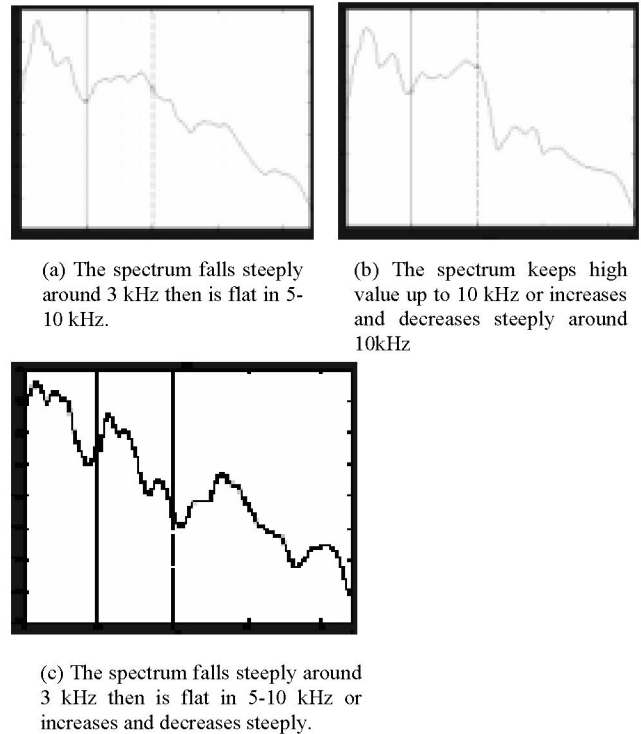 (a) The spectrum falls steeply
around 3 kHz then is flat in 5-
10 kHz.
(b) The spectrum keeps high
value up to 10 kHz or increases
and decreases steeply around
10kHz
(c) The spectrum falls steeply around
3 kHz then is flat in 5-10 kHz or
increases and decreases steeply.